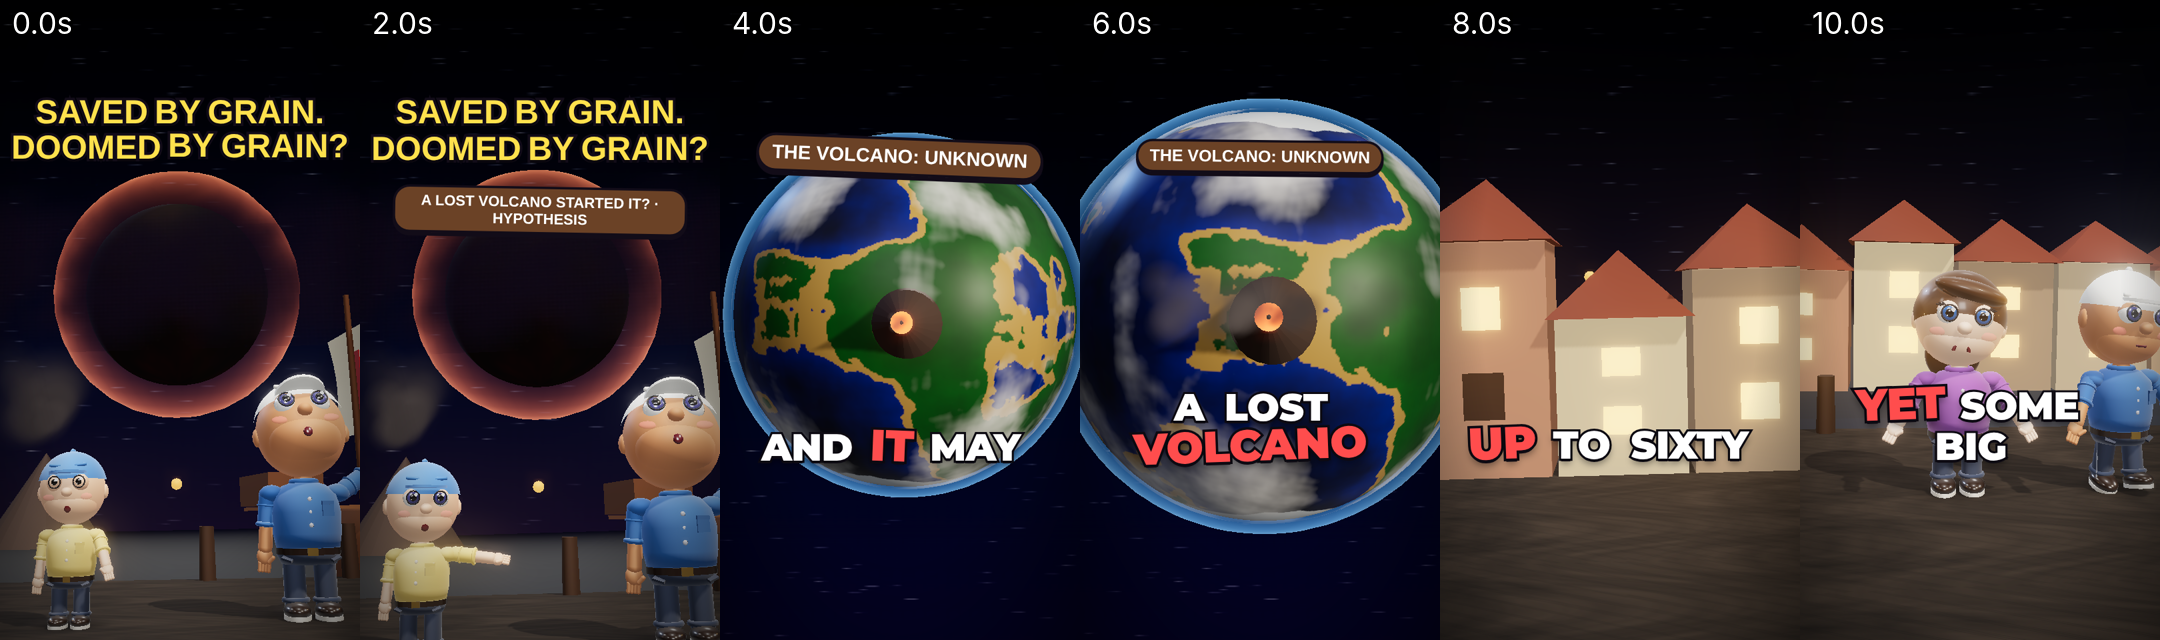 0.0s
SAVED BY GRAIN.
DOOMED BY GRAIN?
2.0s
SAVED BY GRAIN.
DOOMED BY GRAIN?
A LOST VOLCANO STARTED IT? ·
HYPOTHESIS
4.0s
THE VOLCANO: UNKNOWN
AND IT MAY
6.0s
THE VOLCANO: UNKNOWN
A LOST
VOLCANO
8.0s
UP TO SIXTY
10.0s
YET SOME
BIG